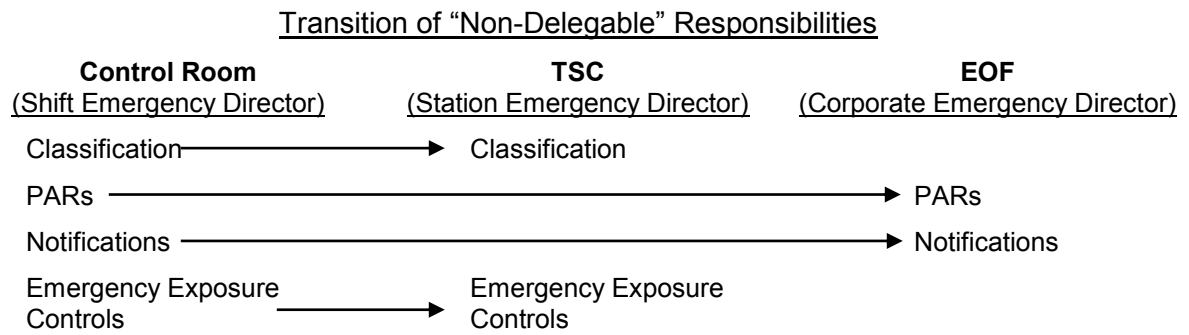 Transition of “Non-Delegable” Responsibilities
Control Room TSC EOF
(Shift Emergency Director) (Station Emergency Director) (Corporate Emergency Director)
Classification Classification
PARs PARs
Notifications Notifications
Emergency Exposure Emergency Exposure
Controls Controls